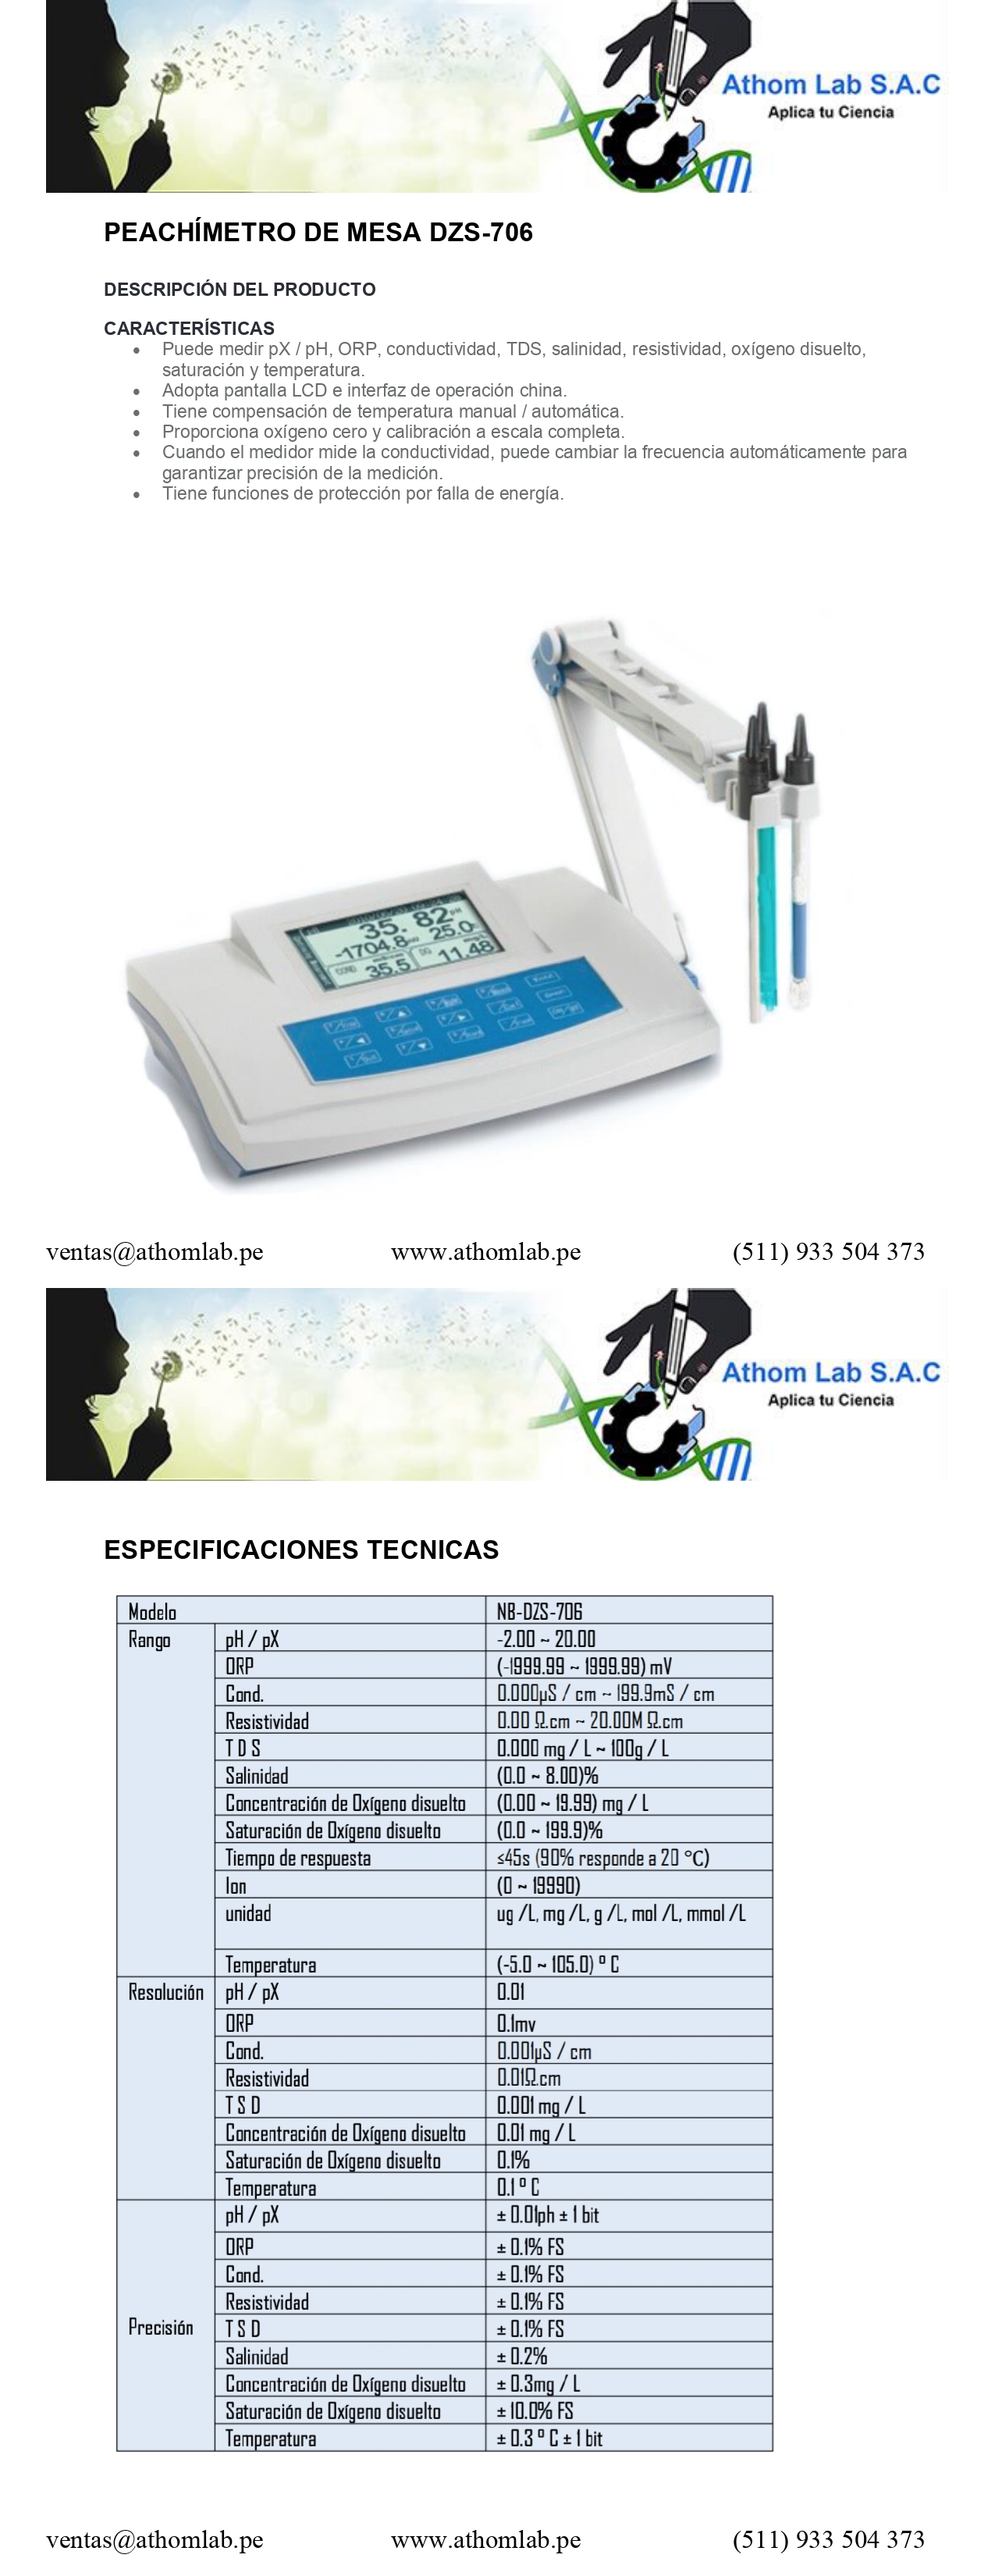 Athom Lab S.A.C
Aplica tu Ciencia
PEACHÍMETRO DE MESA DZS-706
DESCRIPCIÓN DEL PRODUCTO
CARACTERÍSTICAS
• Puede medir pX / pH, ORP, conductividad, TDS, salinidad, resistividad, oxígeno disuelto,
saturación y temperatura.
• Adopta pantalla LCD e interfaz de operación china.
• Tiene compensación de temperatura manual / automática.
• Proporciona oxígeno cero y calibración a escala completa.
• Cuando el medidor mide la conductividad, puede cambiar la frecuencia automáticamente para
garantizar precisión de la medición.
• Tiene funciones de protección por falla de energía.
35.82 pH
-1704.8 mV 25.0
COND 35.5 DO 11.48
ventas@athomlab.pe www.athomlab.pe (511) 933 504 373
Athom Lab S.A.C
Aplica tu Ciencia
ESPECIFICACIONES TECNICAS
Modelo NB-DZS-706
Rango pH / pX -2.00 ~ 20.00
ORP (-1999.99 ~ 1999.99) mV
Cond. 0.000µS / cm ~ 199.9mS / cm
Resistividad 0.00 Ω.cm ~ 20.00M Ω.cm
T D S 0.000 mg / L ~ 100g / L
Salinidad (0.0 ~ 8.00)%
Concentración de Oxígeno disuelto (0.00 ~ 19.99) mg / L
Saturación de Oxígeno disuelto (0.0 ~ 199.9)%
Tiempo de respuesta ≤45s (90% responde a 20 °C)
Ion (0 ~ 19990)
unidad ug /L, mg /L, g /L, mol /L, mmol /L
Temperatura (-5.0 ~ 105.0) º C
Resolución pH / pX 0.01
ORP 0.1mv
Cond. 0.001µS / cm
Resistividad 0.01Ω.cm
T S D 0.001 mg / L
Concentración de Oxígeno disuelto 0.01 mg / L
Saturación de Oxígeno disuelto 0.1%
Temperatura 0.1 º C
pH / pX ± 0.01ph ± 1 bit
ORP ± 0.1% FS
Cond. ± 0.1% FS
Resistividad ± 0.1% FS
Precisión T S D ± 0.1% FS
Salinidad ± 0.2%
Concentración de Oxígeno disuelto ± 0.3mg / L
Saturación de Oxígeno disuelto ± 10.0% FS
Temperatura ± 0.3 º C ± 1 bit
ventas@athomlab.pe www.athomlab.pe (511) 933 504 373